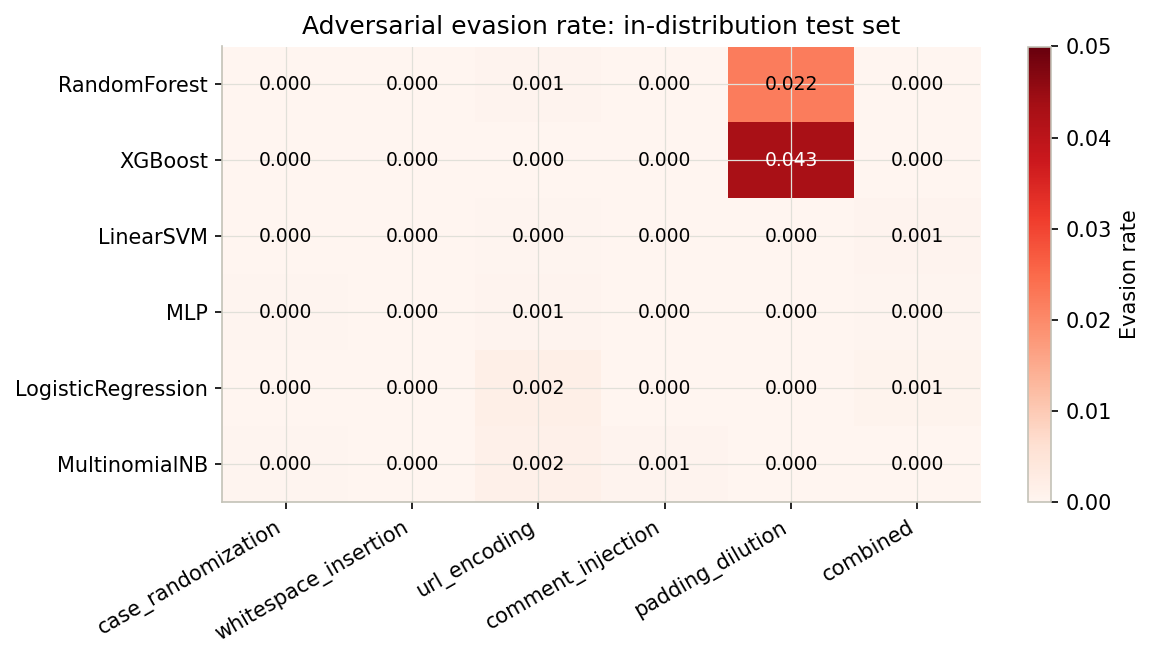 Adversarial evasion rate: in-distribution test set
RandomForest 0.000 0.000 0.001 0.000 0.022 0.000
XGBoost 0.000 0.000 0.000 0.000 0.043 0.000
LinearSVM 0.000 0.000 0.000 0.000 0.000 0.001
MLP 0.000 0.000 0.001 0.000 0.000 0.000
LogisticRegression 0.000 0.000 0.002 0.000 0.000 0.001
MultinomialNB 0.000 0.000 0.002 0.001 0.000 0.000
case_randomization
whitespace_insertion
url_encoding
comment_injection
padding_dilution
combined
0.05
0.04
0.03
0.02
0.01
0.00
Evasion rate